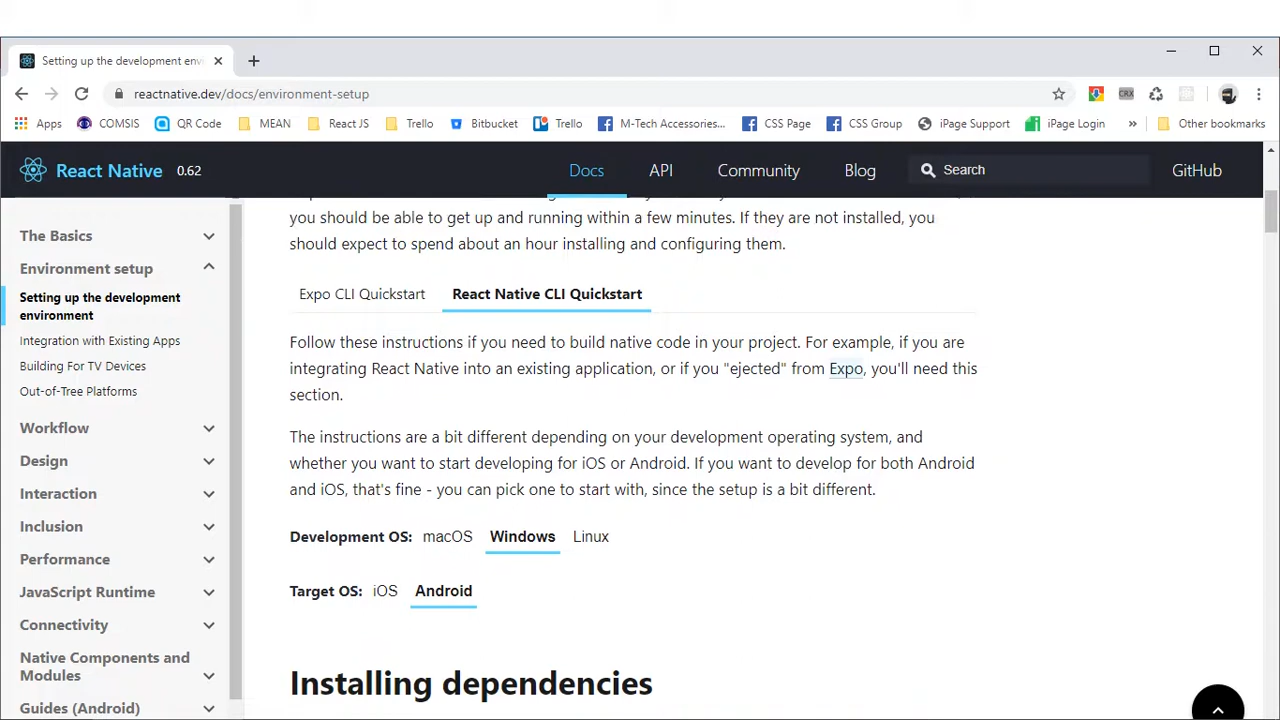 Setting up the development env
reactnative.dev/docs/environment-setup
Apps COMSIS QR Code MEAN React JS Trello Bitbucket Trello M-Tech Accessories... CSS Page CSS Group iPage Support iPage Login » Other bookmarks
CRX
React Native 0.62 Docs API Community Blog Search GitHub
The Basics
Environment setup
Setting up the development
environment
Integration with Existing Apps
Building For TV Devices
Out-of-Tree Platforms
Workflow
Design
Interaction
Inclusion
Performance
JavaScript Runtime
Connectivity
Native Components and
Modules
Guides (Android)
you should be able to get up and running within a few minutes. If they are not installed, you
should expect to spend about an hour installing and configuring them.
Expo CLI Quickstart React Native CLI Quickstart
Follow these instructions if you need to build native code in your project. For example, if you are
integrating React Native into an existing application, or if you "ejected" from Expo, you'll need this
section.
The instructions are a bit different depending on your development operating system, and
whether you want to start developing for iOS or Android. If you want to develop for both Android
and iOS, that's fine - you can pick one to start with, since the setup is a bit different.
Development OS: macOS Windows Linux
Target OS: iOS Android
Installing dependencies